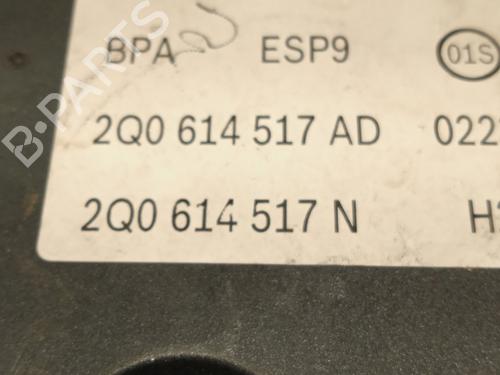 BPA ESP9 01S
2Q0 614 517 AD 022
2Q0 614 517 N H
B-PARTS